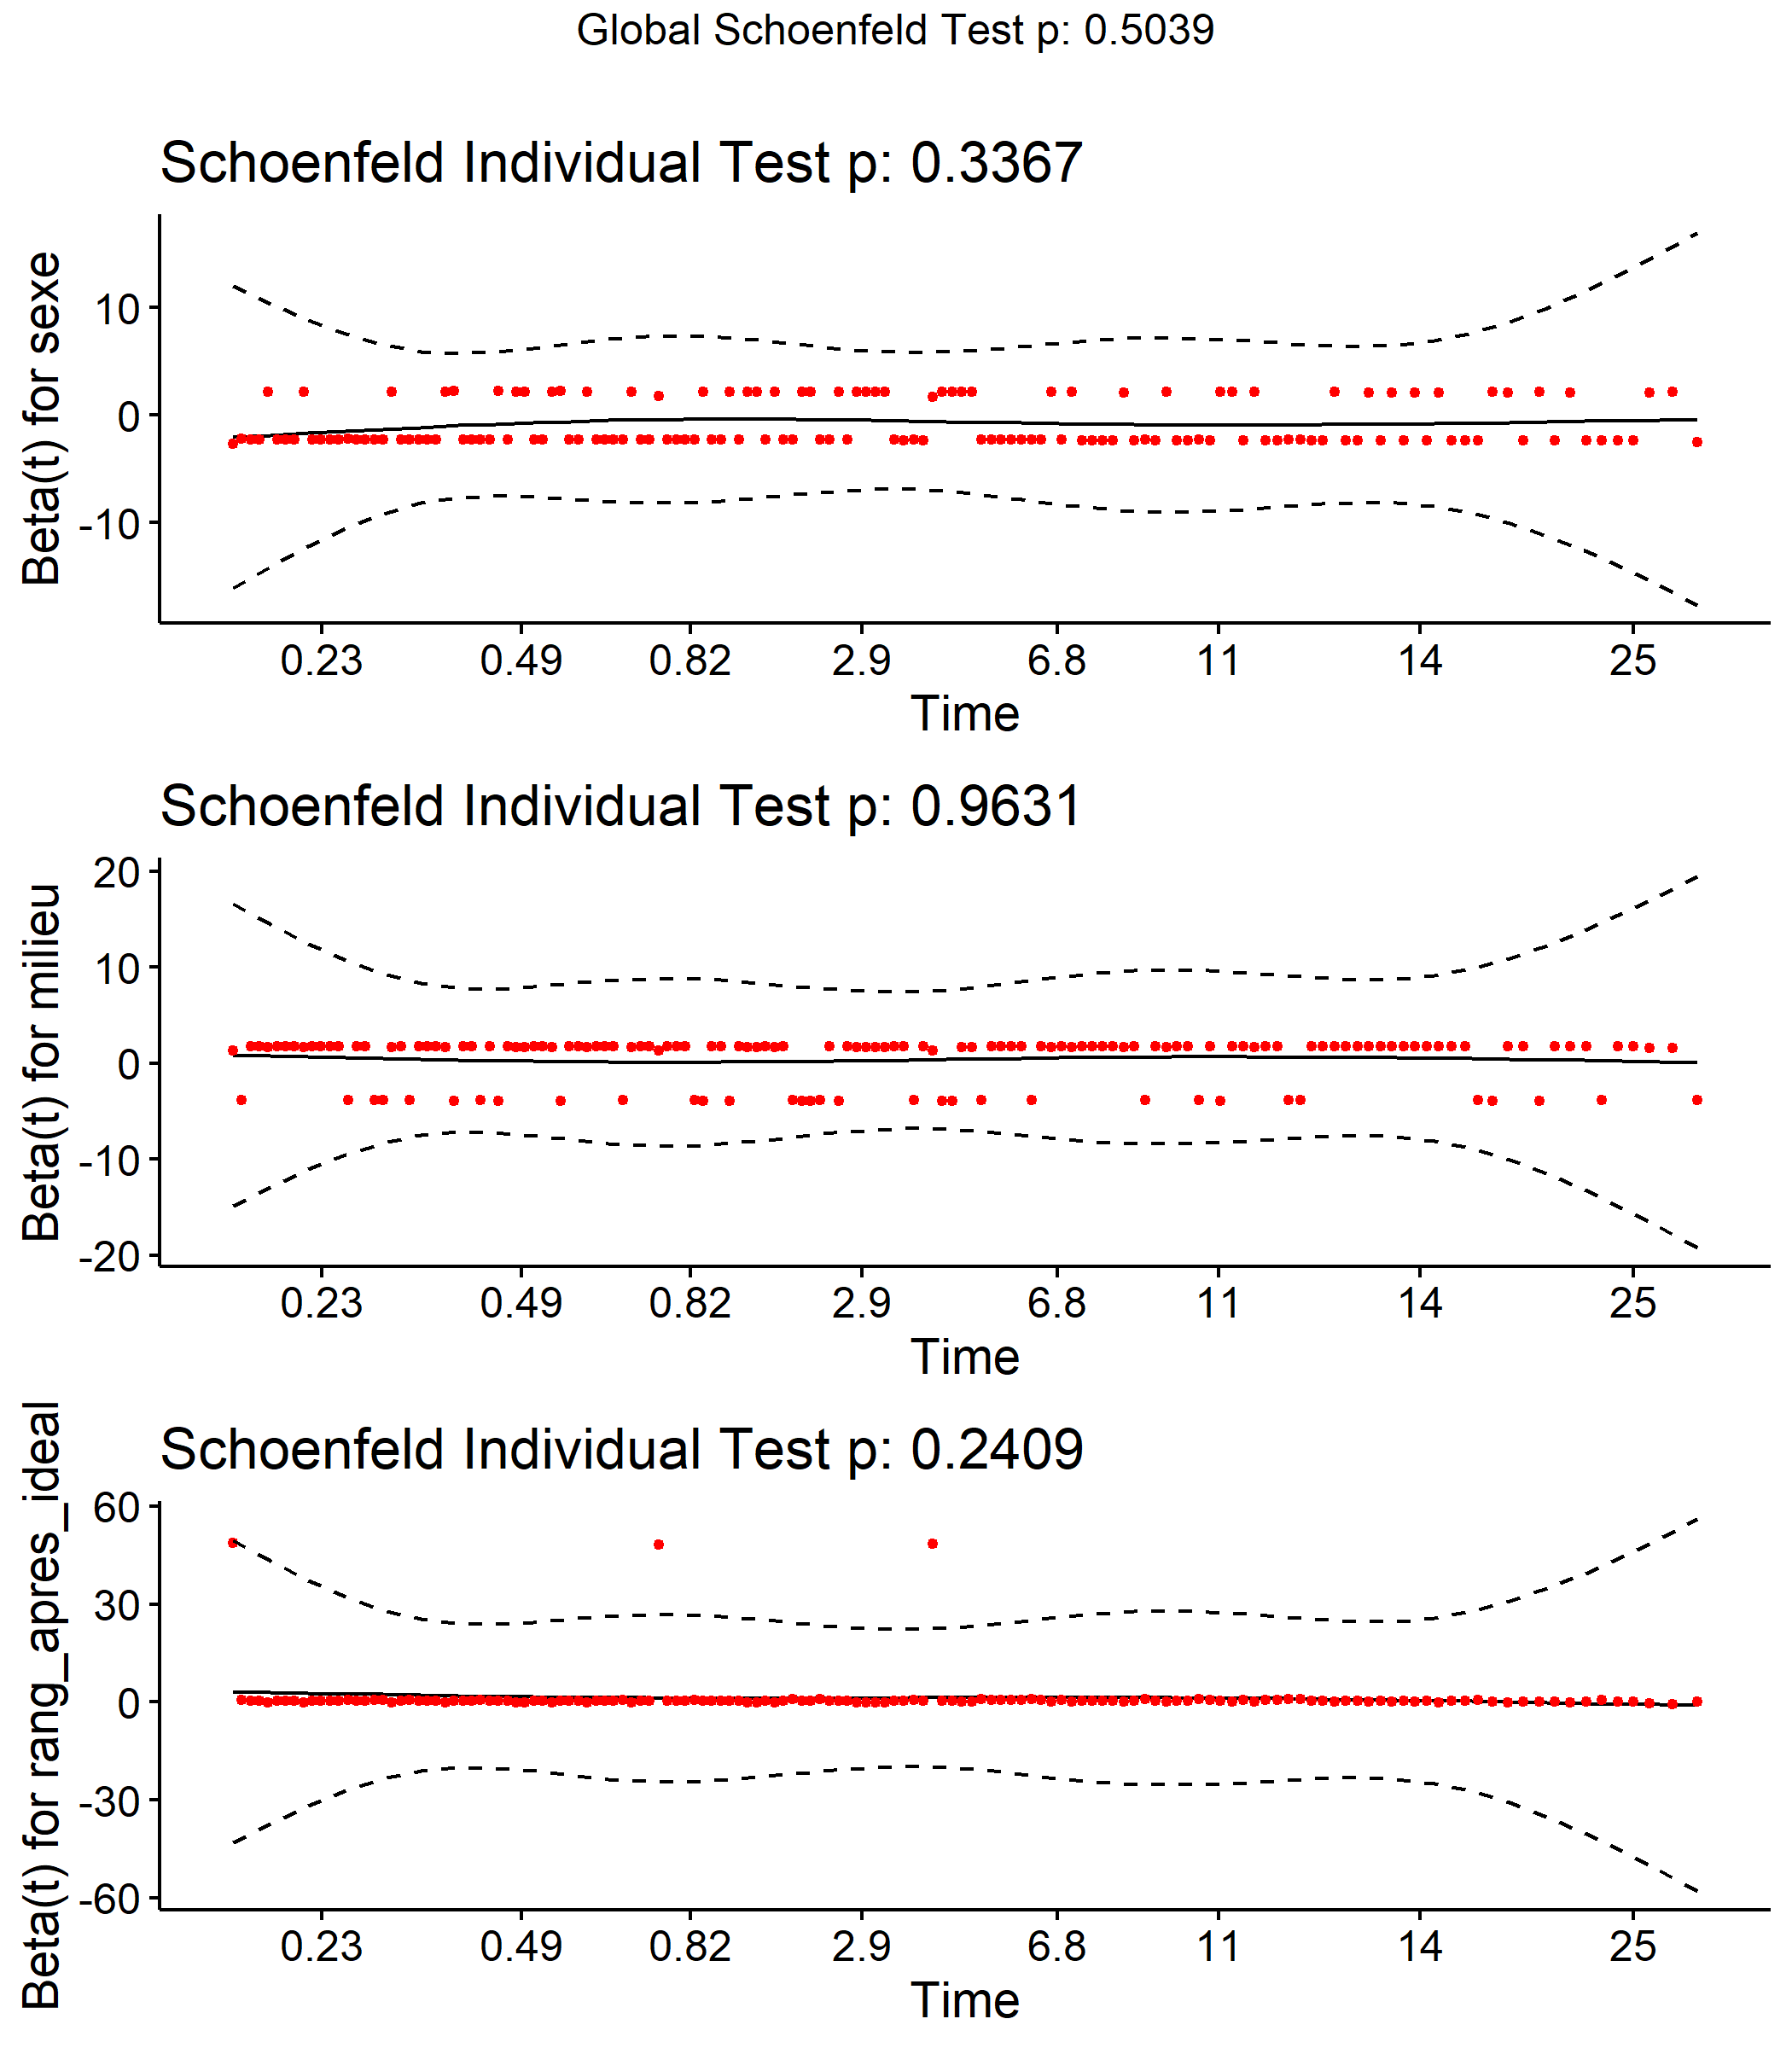 Global Schoenfeld Test p: 0.5039
Schoenfeld Individual Test p: 0.3367
Beta(t) for sexe
10
0
-10
0.23 0.49 0.82 2.9 6.8 11 14 25
Time
Schoenfeld Individual Test p: 0.9631
Beta(t) for milieu
20
10
0
-10
-20
0.23 0.49 0.82 2.9 6.8 11 14 25
Time
Schoenfeld Individual Test p: 0.2409
Beta(t) for rang_apres_ideal
60
30
0
-30
-60
0.23 0.49 0.82 2.9 6.8 11 14 25
Time